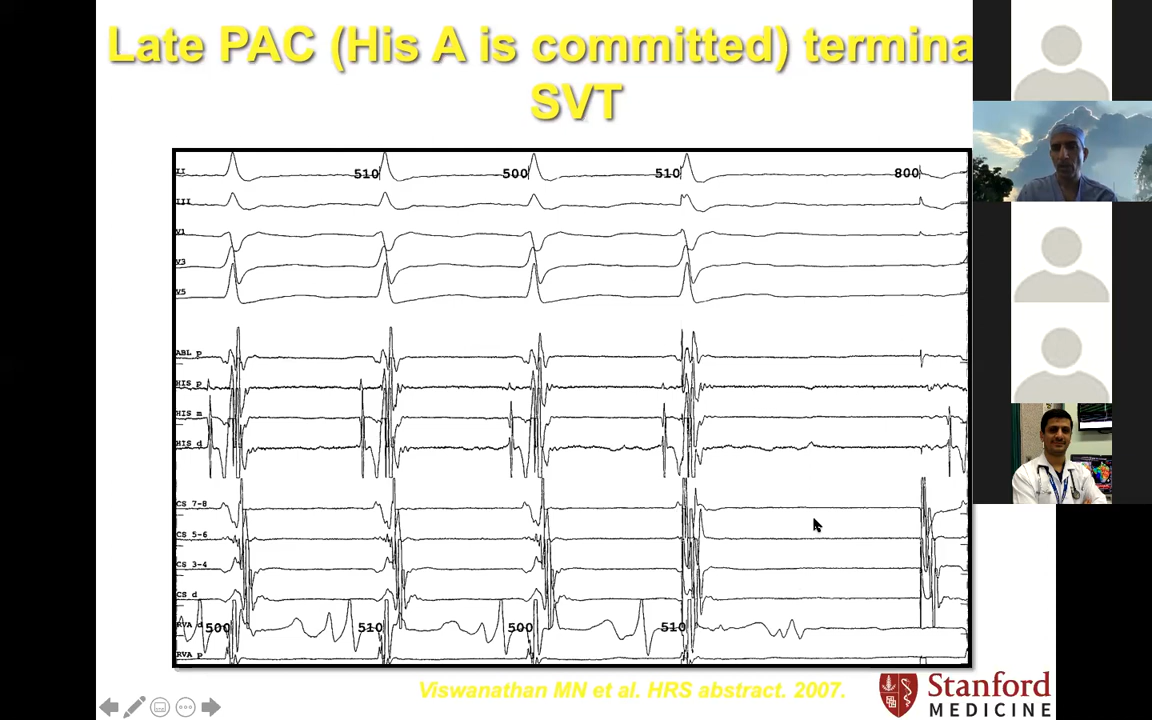 Late PAC (His A is committed) termina
SVT
II
510
500
510
800
III
V1
V3
V5
ABL p
HIS p
HIS m
HIS d
CS 7-8
CS 5-6
CS 3-4
CS d
RVA d
500
510
500
510
RVA p
Viswanathan MN et al. HRS abstract. 2007.
Stanford
MEDICINE